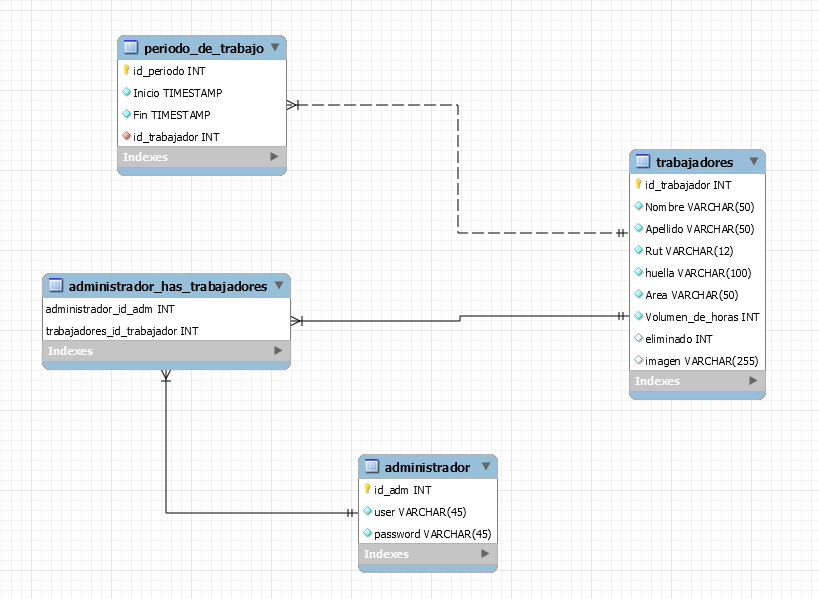 periodo_de_trabajo
id_periodo INT
Inicio TIMESTAMP
Fin TIMESTAMP
id_trabajador INT
Indexes
trabajadores
id_trabajador INT
Nombre VARCHAR(50)
Apellido VARCHAR(50)
Rut VARCHAR(12)
huella VARCHAR(100)
Area VARCHAR(50)
Volumen_de_horas INT
eliminado INT
imagen VARCHAR(255)
Indexes
administrador_has_trabajadores
administrador_id_adm INT
trabajadores_id_trabajador INT
Indexes
administrador
id_adm INT
user VARCHAR(45)
password VARCHAR(45)
Indexes